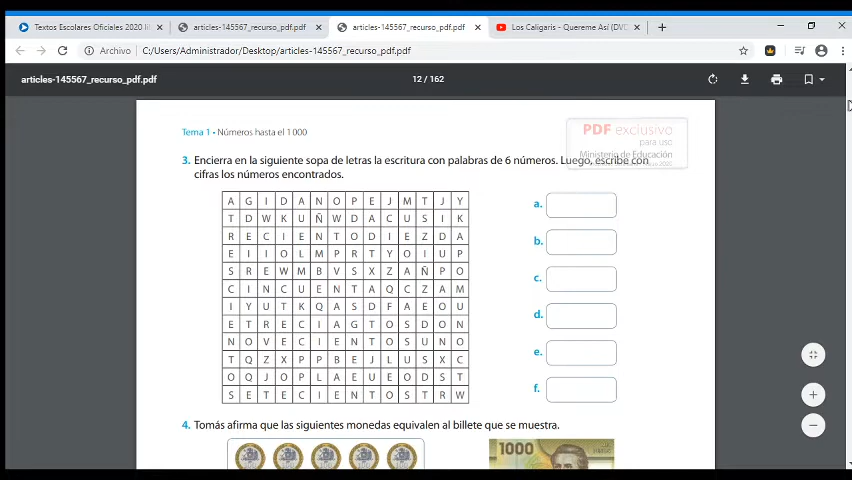 Textos Escolares Oficiales 2020 li
articles-145567_recurso_pdf.pdf
articles-145567_recurso_pdf.pdf
Los Caligaris - Quereme Así (DVD
Archivo
C:/Users/Administrador/Desktop/articles-145567_recurso_pdf.pdf
articles-145567_recurso_pdf.pdf
12 / 162
Tema 1 • Números hasta el 1 000
PDF exclusivo
para uso
Ministerio de Educación
3. Encierra en la siguiente sopa de letras la escritura con palabras de 6 números. Luego, escribe con
cifras los números encontrados.
A G I D A N O P E J M T J Y
T D W K U Ñ W D A C U S I K
R E C I E N T O D I E Z D A
E I I O L M P R T Y O I U P
S R E W M B V S X Z A Ñ P O
C I N C U E N T A Q C Z A M
I Y U T K Q A S D F A E O U
E T R E C I A G T O S D O N
N O V E C I E N T O S U N O
T Q Z X P P B E J L U S X C
O Q J O P L A E U E O D S T
S E T E C I E N T O S T R W
a.
b.
c.
d.
e.
f.
4. Tomás afirma que las siguientes monedas equivalen al billete que se muestra.
1000